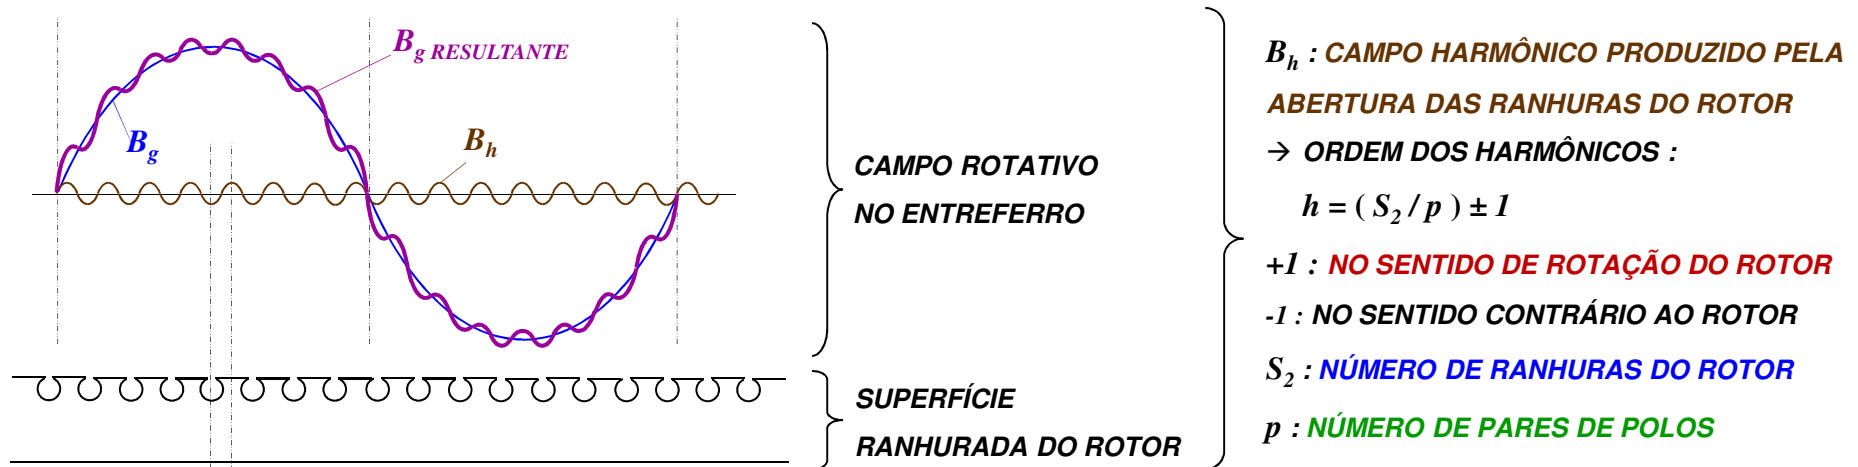 B_g RESULTANTE
B_g
B_h
CAMPO ROTATIVO
NO ENTREFERRO
SUPERFÍCIE
RANHURADA DO ROTOR
B_h : CAMPO HARMÔNICO PRODUZIDO PELA
ABERTURA DAS RANHURAS DO ROTOR
→ ORDEM DOS HARMÔNICOS :
h = ( S_2 / p ) ± 1
+1 : NO SENTIDO DE ROTAÇÃO DO ROTOR
-1 : NO SENTIDO CONTRÁRIO AO ROTOR
S_2 : NÚMERO DE RANHURAS DO ROTOR
p : NÚMERO DE PARES DE POLOS